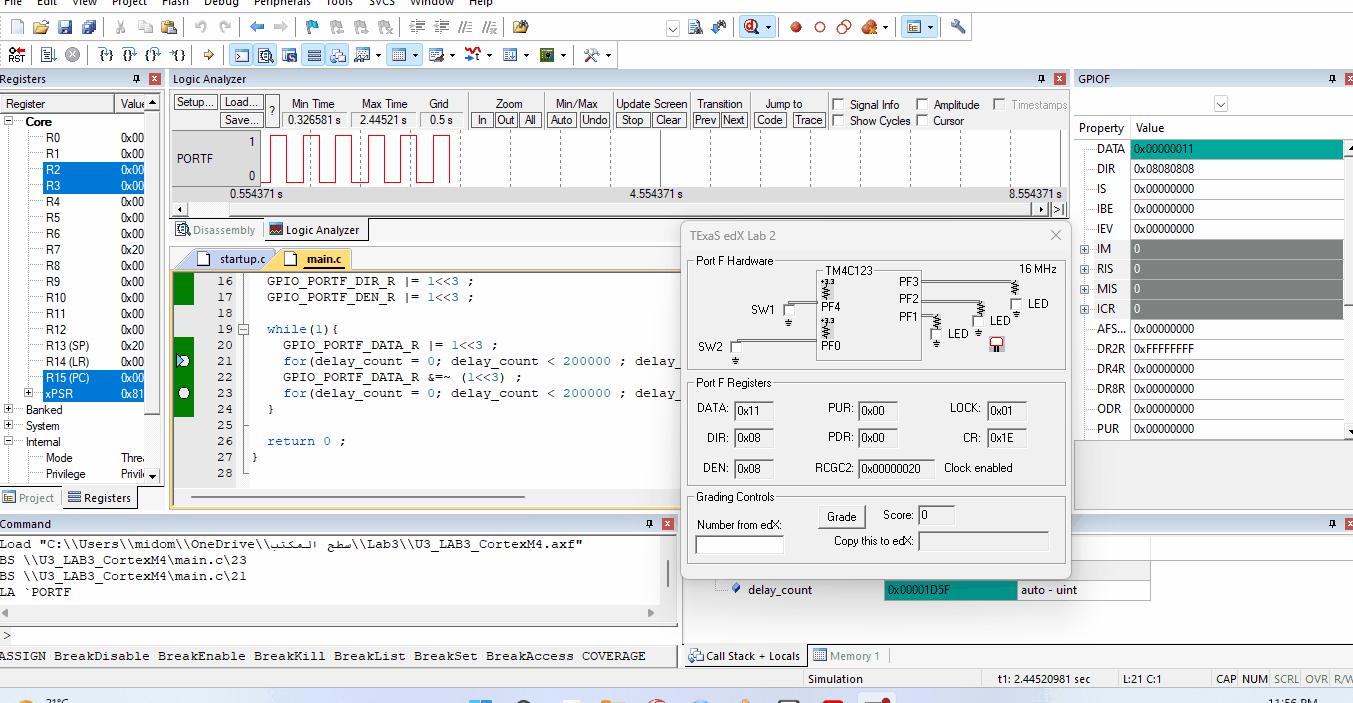 File Edit View Project Flash Debug Peripherals Tools SVCS Window Help
Registers
Register Value
Core
R0 0x00
R1 0x00
R2 0x00
R3 0x00
R4 0x00
R5 0x00
R6 0x00
R7 0x20
R8 0x00
R9 0x00
R10 0x00
R11 0x00
R12 0x00
R13 (SP) 0x20
R14 (LR) 0x00
R15 (PC) 0x00
xPSR 0x81
Banked
System
Internal
Mode Threa
Privilege Privil
Project Registers
Logic Analyzer
Setup... Load... Save... ?
Min Time Max Time Grid
0.326581 s 2.44521 s 0.5 s
Zoom
In Out All
Min/Max
Auto Undo
Update Screen
Stop Clear
Transition
Prev Next
Jump to
Code Trace
Signal Info Amplitude Timestamps
Show Cycles Cursor
PORTF
1
0
0.554371 s 4.554371 s 8.554371 s
Disassembly Logic Analyzer
startup.c main.c
16 GPIO_PORTF_DIR_R |= 1<<3 ;
17 GPIO_PORTF_DEN_R |= 1<<3 ;
18
19 while(1){
20 GPIO_PORTF_DATA_R |= 1<<3 ;
21 for(delay_count = 0; delay_count < 200000 ; delay_
22 GPIO_PORTF_DATA_R &=~ (1<<3) ;
23 for(delay_count = 0; delay_count < 200000 ; delay_
24 }
25
26 return 0 ;
27 }
28
TExaS edX Lab 2
Port F Hardware
TM4C123
16 MHz
+3.3
PF3
PF2
PF1
PF4
+3.3
PF0
SW1
SW2
LED
LED
LED
Port F Registers
DATA: 0x11 PUR: 0x00 LOCK: 0x01
DIR: 0x08 PDR: 0x00 CR: 0x1E
DEN: 0x08 RCGC2: 0x00000020 Clock enabled
Grading Controls
Number from edX:
Grade Score: 0
Copy this to edX:
GPIOF
Property Value
DATA 0x00000011
DIR 0x08080808
IS 0x00000000
IBE 0x00000000
IEV 0x00000000
IM 0
RIS 0
MIS 0
ICR 0
AFS... 0x00000000
DR2R 0xFFFFFFFF
DR4R 0x00000000
DR8R 0x00000000
ODR 0x00000000
PUR 0x00000000
Command
Load "C:\\Users\\midom\\OneDrive\\سطح المكتب\\Lab3\\U3_LAB3_CortexM4.axf"
BS \\U3_LAB3_CortexM4\main.c\23
BS \\U3_LAB3_CortexM4\main.c\21
LA `PORTF
>
ASSIGN BreakDisable BreakEnable BreakKill BreakList BreakSet BreakAccess COVERAGE
delay_count 0x00001D5F auto - uint
Call Stack + Locals Memory 1
Simulation t1: 2.44520981 sec L:21 C:1 CAP NUM SCRL OVR R/W
21°C
11:56 PM